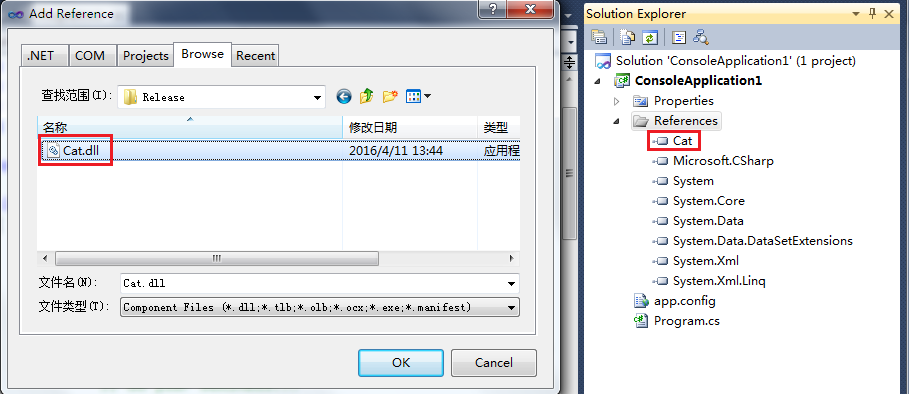 Add Reference
.NET
COM
Projects
Browse
Recent
查找范围(I):
Release
名称
修改日期
类型
Cat.dll
2016/4/11 13:44
应用程
文件名(N):
Cat.dll
文件类型(T):
Component Files (*.dll;*.tlb;*.olb;*.ocx;*.exe;*.manifest)
OK
Cancel
Solution Explorer
Solution 'ConsoleApplication1' (1 project)
ConsoleApplication1
Properties
References
Cat
Microsoft.CSharp
System
System.Core
System.Data
System.Data.DataSetExtensions
System.Xml
System.Xml.Linq
app.config
Program.cs